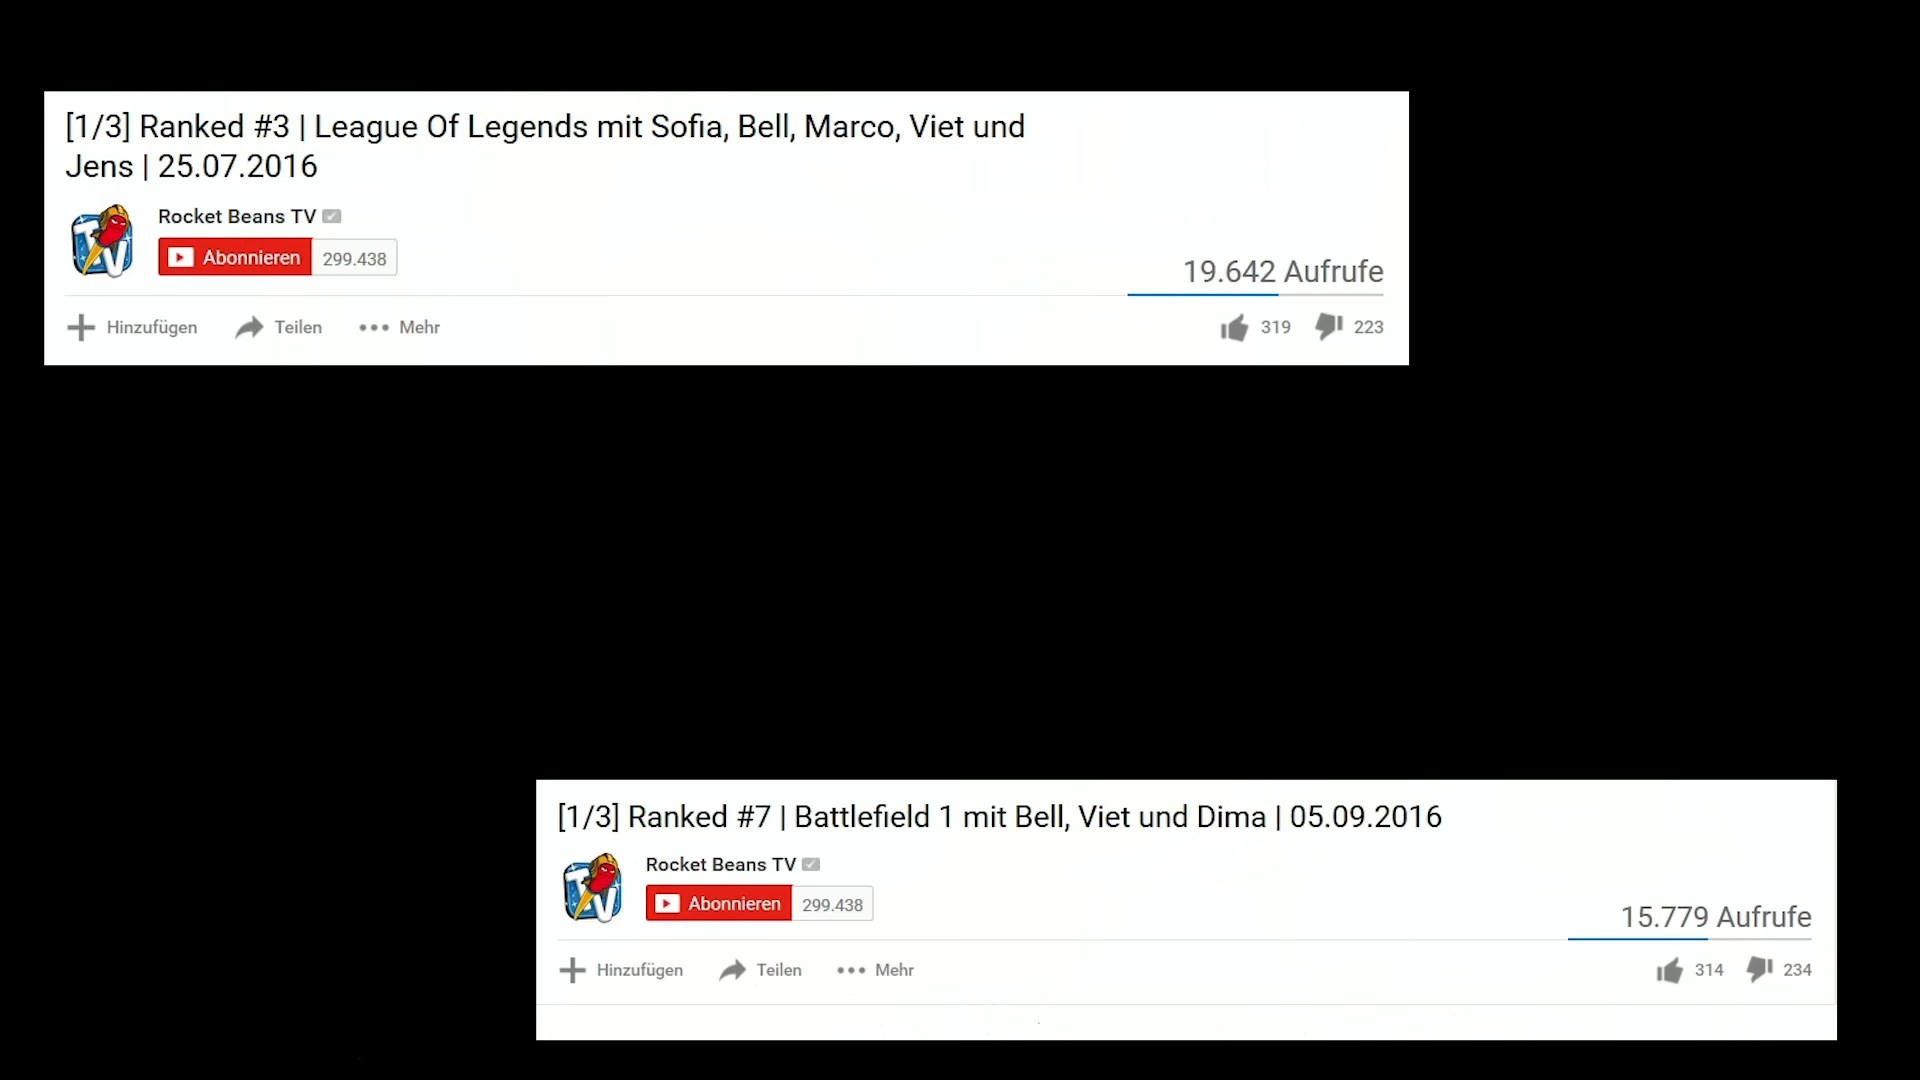 [1/3] Ranked #3 | League Of Legends mit Sofia, Bell, Marco, Viet und
Jens | 25.07.2016
TV
Rocket Beans TV
Abonnieren 299.438
19.642 Aufrufe
Hinzufügen Teilen Mehr 319 223
[1/3] Ranked #7 | Battlefield 1 mit Bell, Viet und Dima | 05.09.2016
TV
Rocket Beans TV
Abonnieren 299.438
15.779 Aufrufe
Hinzufügen Teilen Mehr 314 234